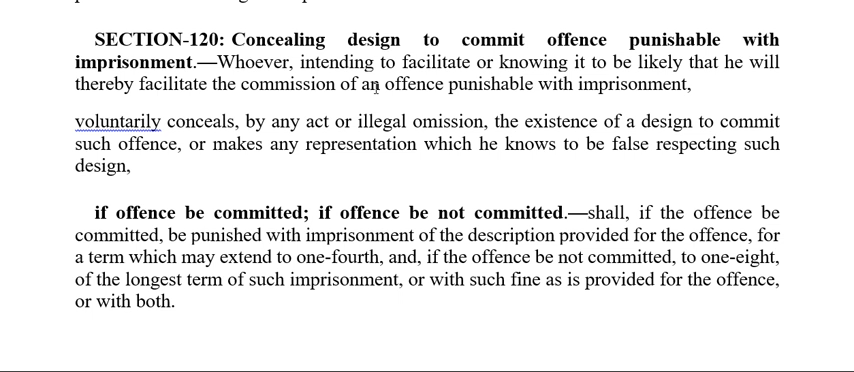 SECTION-120: Concealing design to commit offence punishable with
imprisonment.—Whoever, intending to facilitate or knowing it to be likely that he will
thereby facilitate the commission of an offence punishable with imprisonment,
voluntarily conceals, by any act or illegal omission, the existence of a design to commit
such offence, or makes any representation which he knows to be false respecting such
design,
if offence be committed; if offence be not committed.—shall, if the offence be
committed, be punished with imprisonment of the description provided for the offence, for
a term which may extend to one-fourth, and, if the offence be not committed, to one-eight,
of the longest term of such imprisonment, or with such fine as is provided for the offence,
or with both.